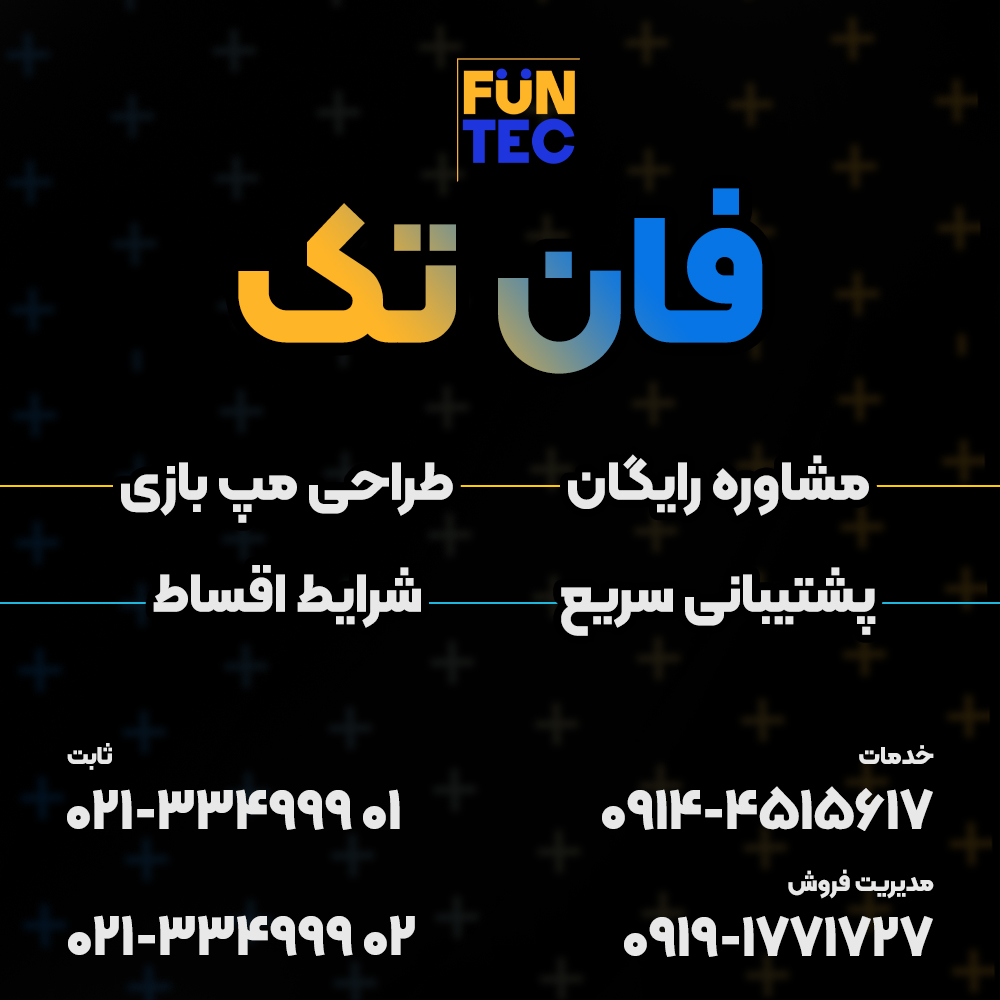 FUN
TEC
فان تک
مشاوره رایگان
طراحی مپ بازی
پشتیبانی سریع
شرایط اقساط
خدمات
۰۹۱۴-۴۵۱۵۶۱۷
ثابت
۰۲۱-۳۳۴۹۹۹ ۰۱
مدیریت فروش
۰۹۱۹-۱۷۷۱۷۲۷
۰۲۱-۳۳۴۹۹۹ ۰۲